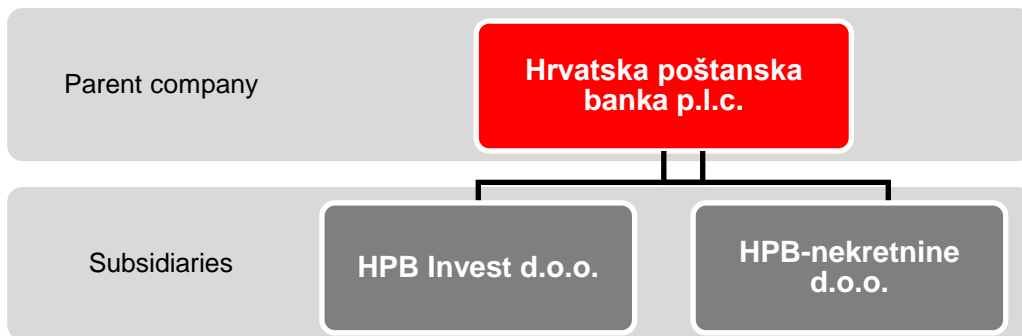 Parent company
Hrvatska poštanska
banka p.l.c.
Subsidiaries
HPB Invest d.o.o.
HPB-nekretnine
d.o.o.